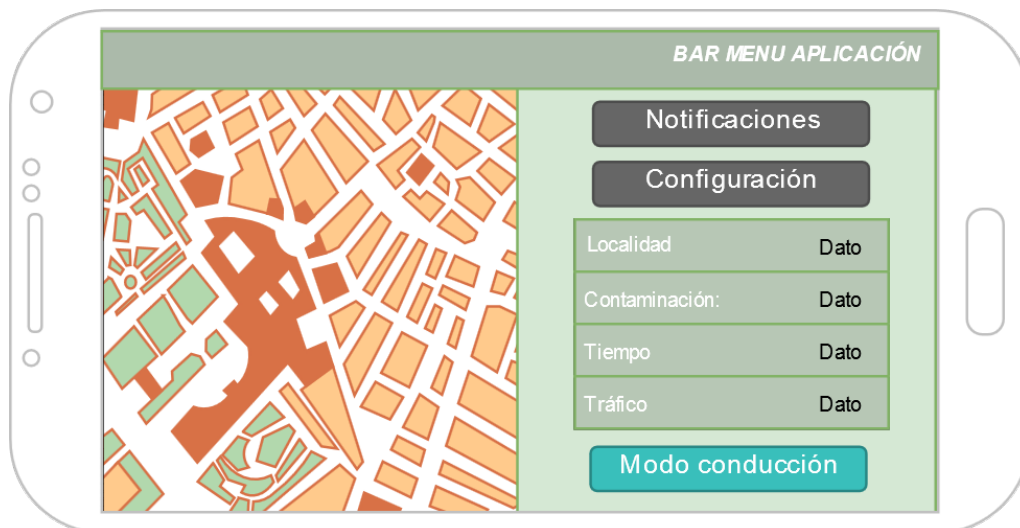 BAR MENU APLICACIÓN
Notificaciones
Configuración
Localidad Dato
Contaminación: Dato
Tiempo Dato
Tráfico Dato
Modo conducción